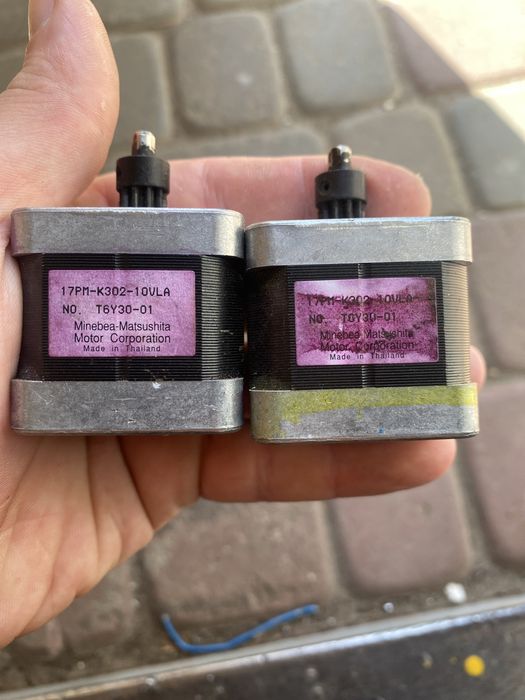 17PM-K302-10VLA
NO. T6Y30-01
Minebea-Matsushita
Motor Corporation
Made in Thailand
17PM-K302-10VLA
NO. T6Y30-01
Minebea-Matsushita
Motor Corporation
Made in Thailand